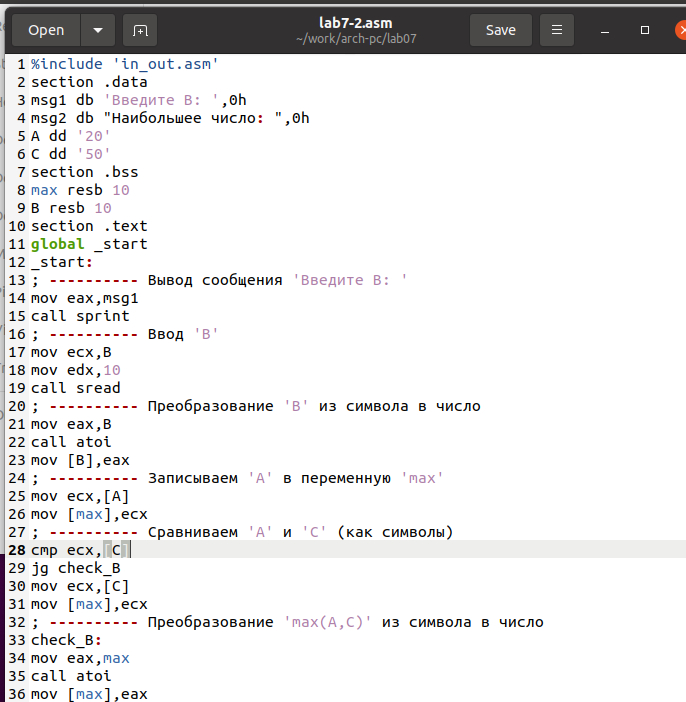 Open
lab7-2.asm
~/work/arch-pc/lab07
Save
1 %include 'in_out.asm'
2 section .data
3 msg1 db 'Введите B: ',0h
4 msg2 db "Наибольшее число: ",0h
5 A dd '20'
6 C dd '50'
7 section .bss
8 max resb 10
9 B resb 10
10 section .text
11 global _start
12 _start:
13 ; ---------- Вывод сообщения 'Введите B: '
14 mov eax,msg1
15 call sprint
16 ; ---------- Ввод 'B'
17 mov ecx,B
18 mov edx,10
19 call sread
20 ; ---------- Преобразование 'B' из символа в число
21 mov eax,B
22 call atoi
23 mov [B],eax
24 ; ---------- Записываем 'A' в переменную 'max'
25 mov ecx,[A]
26 mov [max],ecx
27 ; ---------- Сравниваем 'A' и 'С' (как символы)
28 cmp ecx,[C]
29 jg check_B
30 mov ecx,[C]
31 mov [max],ecx
32 ; ---------- Преобразование 'max(A,C)' из символа в число
33 check_B:
34 mov eax,max
35 call atoi
36 mov [max],eax